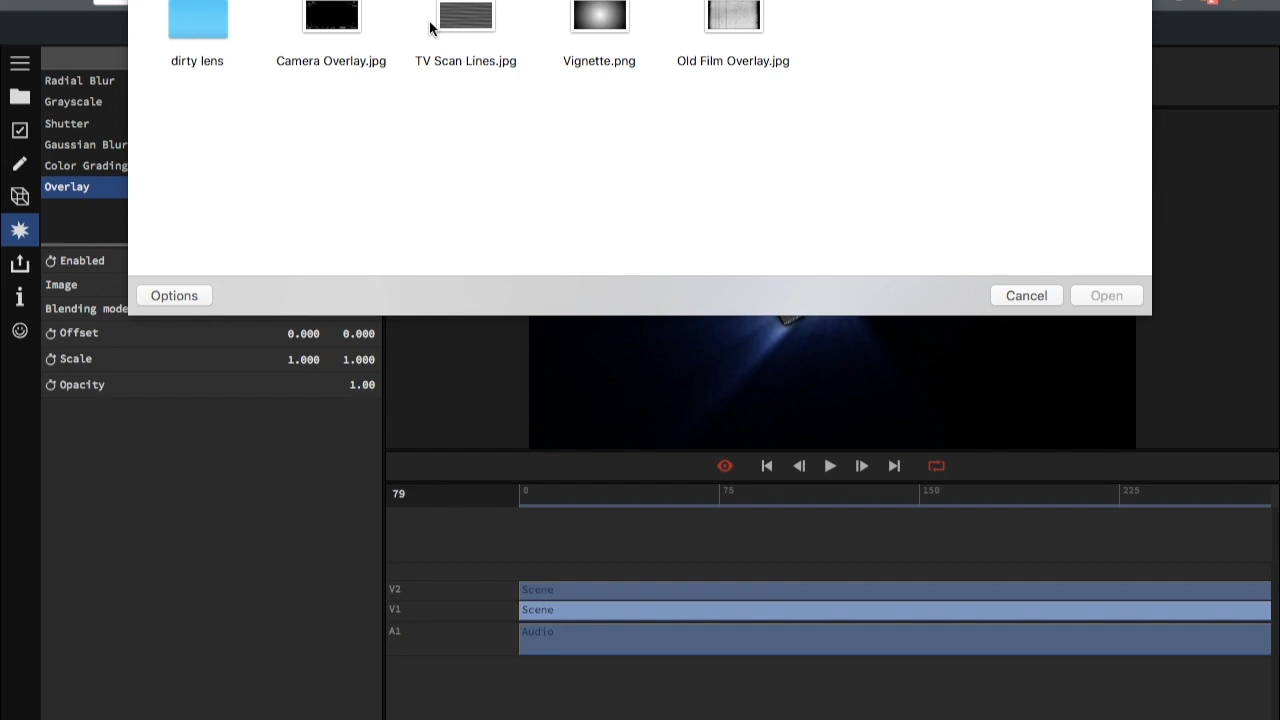 dirty lens
Camera Overlay.jpg
TV Scan Lines.jpg
Vignette.png
Old Film Overlay.jpg
Radial Blur
Grayscale
Shutter
Gaussian Blur
Color Grading
Overlay
Enabled
Image
Blending mode
Offset 0.000 0.000
Scale 1.000 1.000
Opacity 1.00
Options
Cancel
Open
79
0
75
150
225
V2 Scene
V1 Scene
A1 Audio